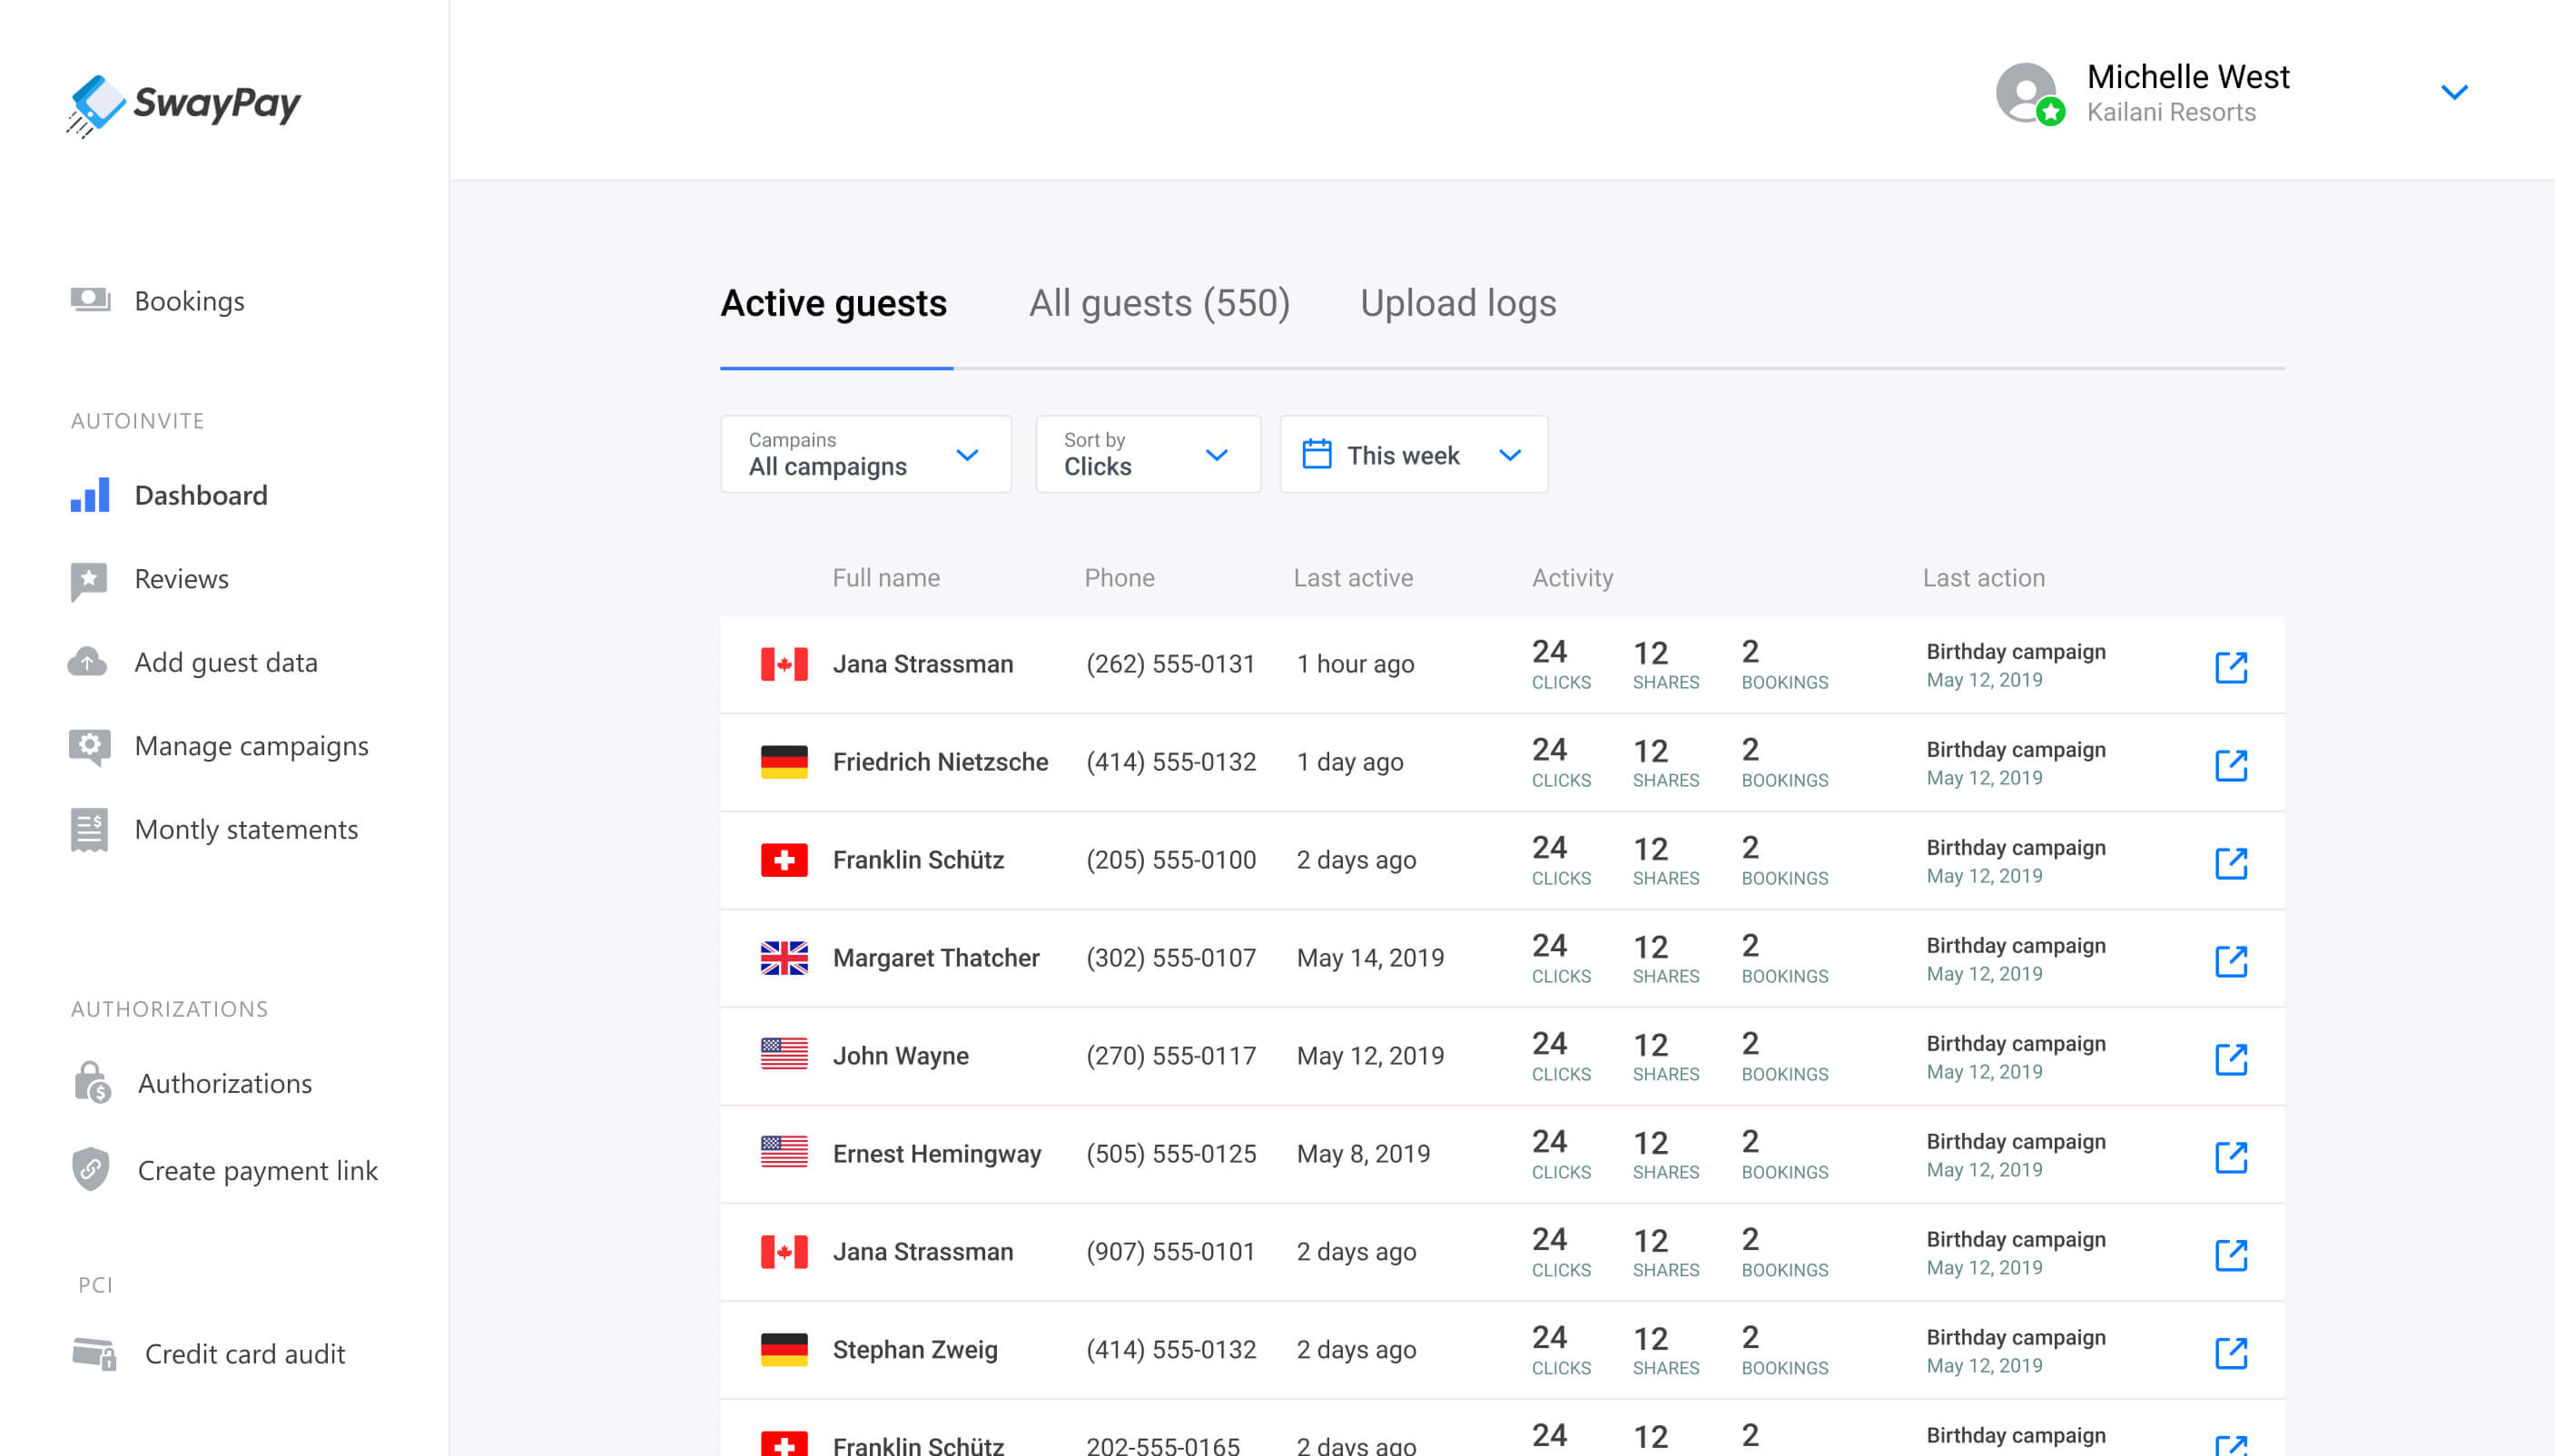 SwayPay
Michelle West
Kailani Resorts
Bookings
AUTOINVITE
Dashboard
Reviews
Add guest data
Manage campaigns
Montly statements
AUTHORIZATIONS
Authorizations
Create payment link
PCI
Credit card audit
Active guests All guests (550) Upload logs
Campains
All campaigns
Sort by
Clicks
This week
Full name Phone Last active Activity Last action
Jana Strassman (262) 555-0131 1 hour ago 24 CLICKS 12 SHARES 2 BOOKINGS Birthday campaign May 12, 2019
Friedrich Nietzsche (414) 555-0132 1 day ago 24 CLICKS 12 SHARES 2 BOOKINGS Birthday campaign May 12, 2019
Franklin Schütz (205) 555-0100 2 days ago 24 CLICKS 12 SHARES 2 BOOKINGS Birthday campaign May 12, 2019
Margaret Thatcher (302) 555-0107 May 14, 2019 24 CLICKS 12 SHARES 2 BOOKINGS Birthday campaign May 12, 2019
John Wayne (270) 555-0117 May 12, 2019 24 CLICKS 12 SHARES 2 BOOKINGS Birthday campaign May 12, 2019
Ernest Hemingway (505) 555-0125 May 8, 2019 24 CLICKS 12 SHARES 2 BOOKINGS Birthday campaign May 12, 2019
Jana Strassman (907) 555-0101 2 days ago 24 CLICKS 12 SHARES 2 BOOKINGS Birthday campaign May 12, 2019
Stephan Zweig (414) 555-0132 2 days ago 24 CLICKS 12 SHARES 2 BOOKINGS Birthday campaign May 12, 2019
Franklin Schütz 202-555-0165 2 days ago 24 12 2 Birthday campaign